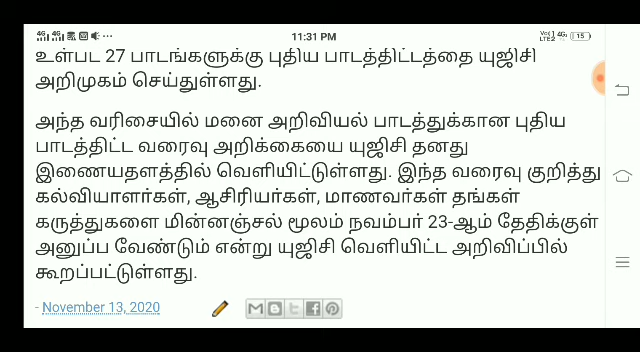 11:31 PM
உள்பட 27 பாடங்களுக்கு புதிய பாடத்திட்டத்தை யுஜிசி
அறிமுகம் செய்துள்ளது.
அந்த வரிசையில் மனை அறிவியல் பாடத்துக்கான புதிய
பாடத்திட்ட வரைவு அறிக்கையை யுஜிசி தனது
இணையதளத்தில் வெளியிட்டுள்ளது. இந்த வரைவு குறித்து
கல்வியாளர்கள், ஆசிரியர்கள், மாணவர்கள் தங்கள்
கருத்துகளை மின்னஞ்சல் மூலம் நவம்பர் 23-ஆம் தேதிக்குள்
அனுப்ப வேண்டும் என்று யுஜிசி வெளியிட்ட அறிவிப்பில்
கூறப்பட்டுள்ளது.
- November 13, 2020